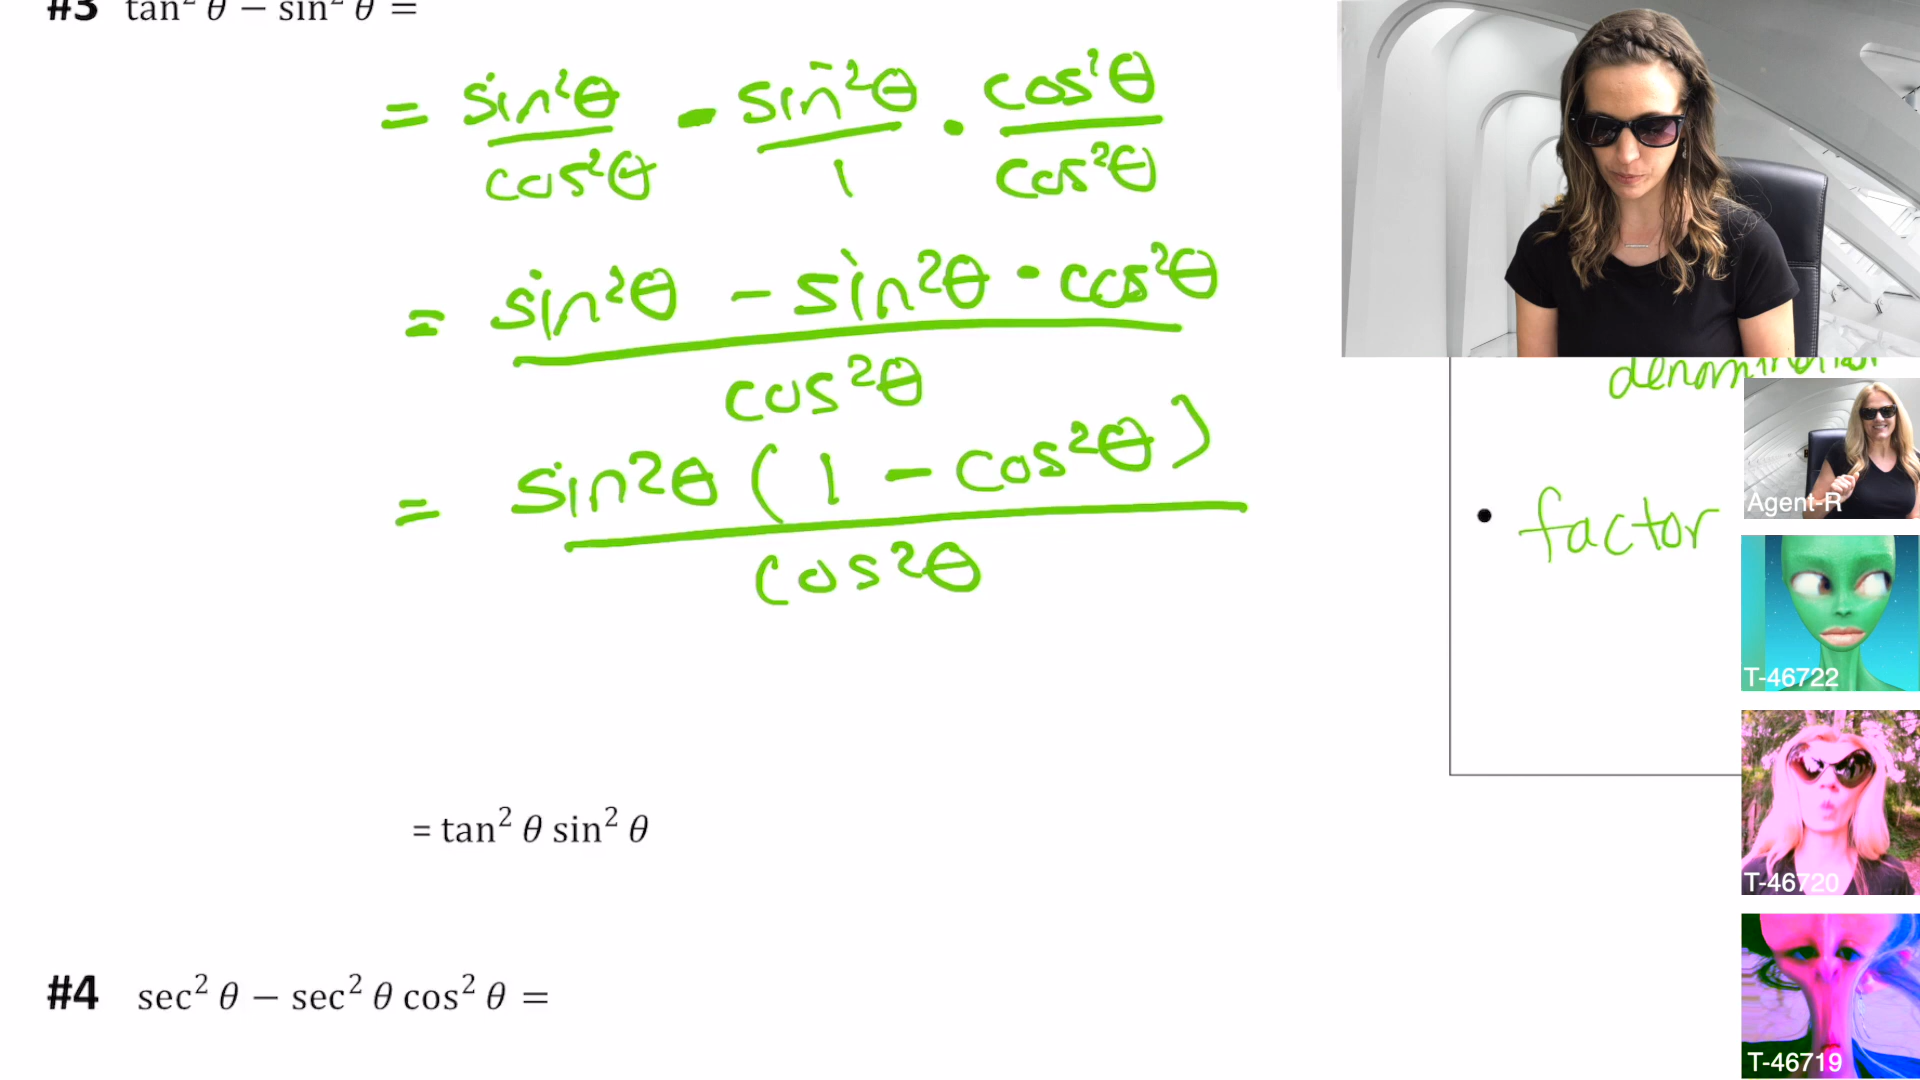 #3 tan² θ − sin² θ =
= sin²θ/cos²θ - sin²θ/1 · cos²θ/cos²θ
= sin²θ - sin²θ · cos²θ / cos²θ
= sin²θ (1 - cos²θ) / cos²θ
= tan² θ sin² θ
#4 sec² θ − sec² θ cos² θ =
denominator
• factor
Agent-R
T-46722
T-46720
T-46719